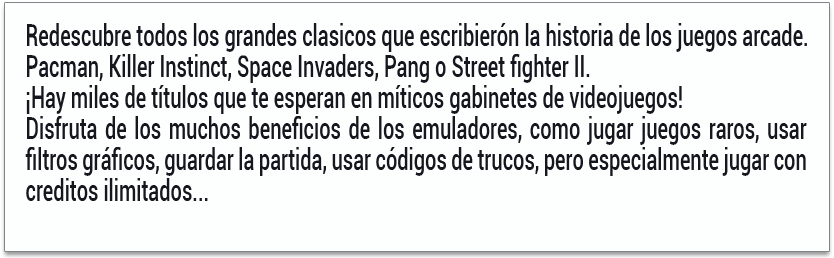 Redescubre todos los grandes clasicos que escribierón la historia de los juegos arcade.
Pacman, Killer Instinct, Space Invaders, Pang o Street fighter II.
¡Hay miles de títulos que te esperan en míticos gabinetes de videojuegos!
Disfruta de los muchos beneficios de los emuladores, como jugar juegos raros, usar
filtros gráficos, guardar la partida, usar códigos de trucos, pero especialmente jugar con
creditos ilimitados...